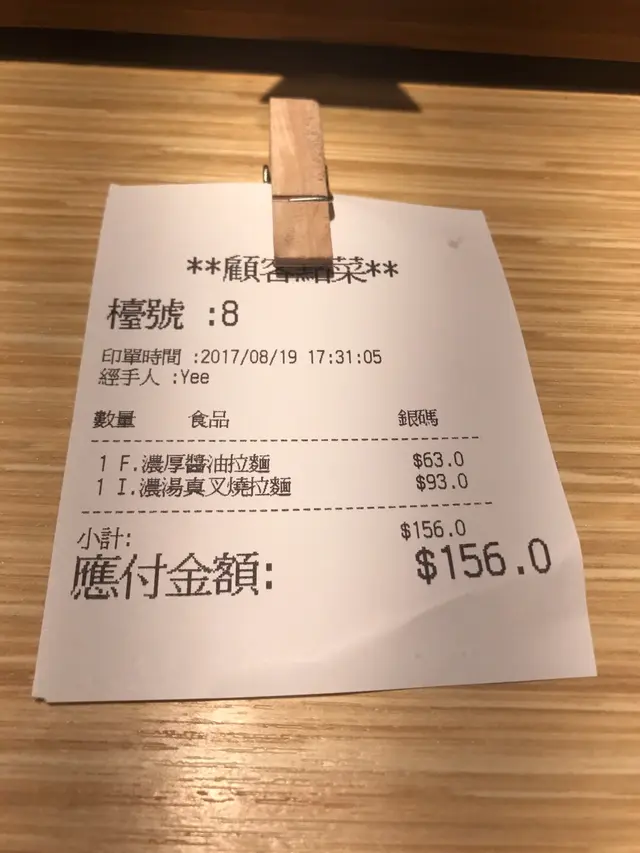 **顧客點菜**
檯號 :8
印單時間 :2017/08/19 17:31:05
經手人 :Yee
數量 食品 銀碼
1 F.濃厚醬油拉麵 $63.0
1 I.濃湯真叉燒拉麵 $93.0
小計: $156.0
應付金額: $156.0